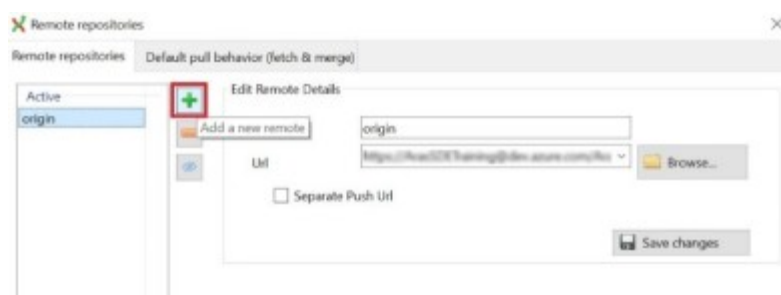 Remote repositories
Remote repositories Default pull behavior (fetch & merge)
Active
origin
Edit Remote Details
Add a new remote
origin
Url
Browse...
Separate Push Url
Save changes